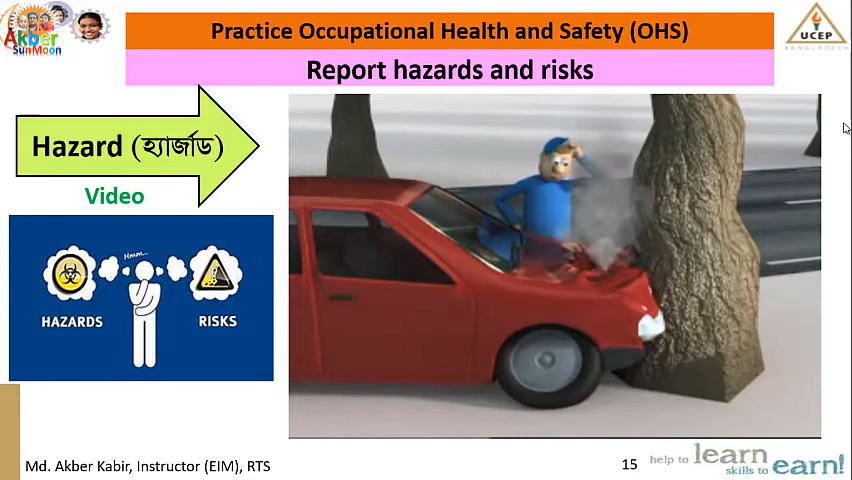 Akber
SunMoon
Practice Occupational Health and Safety (OHS)
UCEP
BANGLADESH
Report hazards and risks
Hazard (হ্যার্জাড)
Video
Hmm...
HAZARDS
RISKS
Md. Akber Kabir, Instructor (EIM), RTS
15
help to learn
skills to earn!